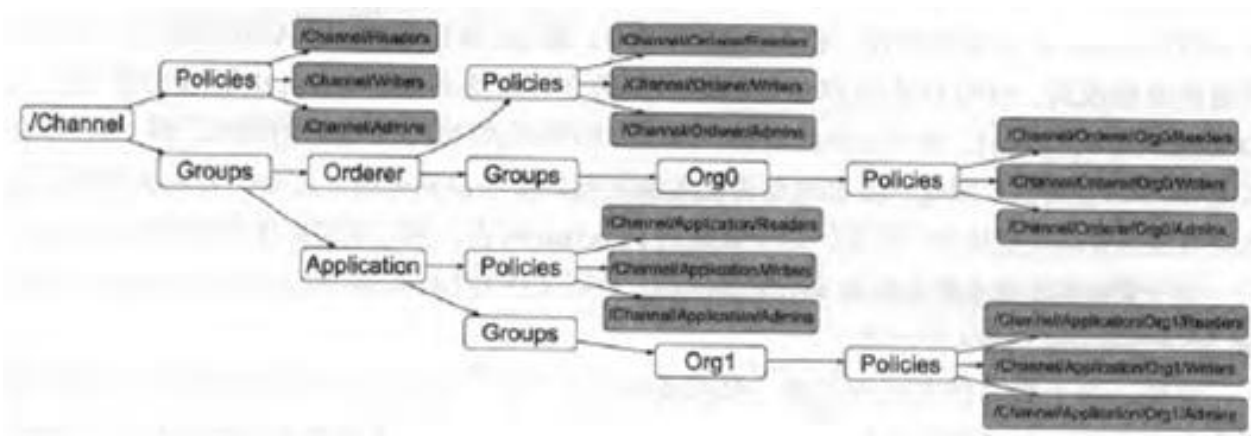 /Channel/Readers
/Channel/Orderer/Readers
Policies
/Channel/Writers
Policies
/Channel/Orderer/Writers
/Channel
/Channel/Admins
/Channel/Orderer/Admins
/Channel/Orderer/Org0/Readers
Groups
Orderer
Groups
Org0
Policies
/Channel/Orderer/Org0/Writers
/Channel/Application/Readers
/Channel/Orderer/Org0/Admins
Application
Policies
/Channel/Application/Writers
/Channel/Application/Admins
Groups
/Channel/Application/Org1/Readers
Org1
Policies
/Channel/Application/Org1/Writers
/Channel/Application/Org1/Admins